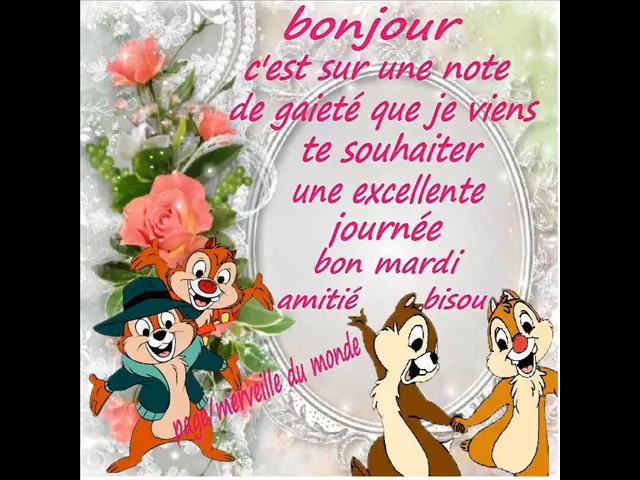 bonjour
c'est sur une note
de gaieté que je viens
te souhaiter
une excellente
journée
bon mardi
amitié bisou
page/merveille du monde